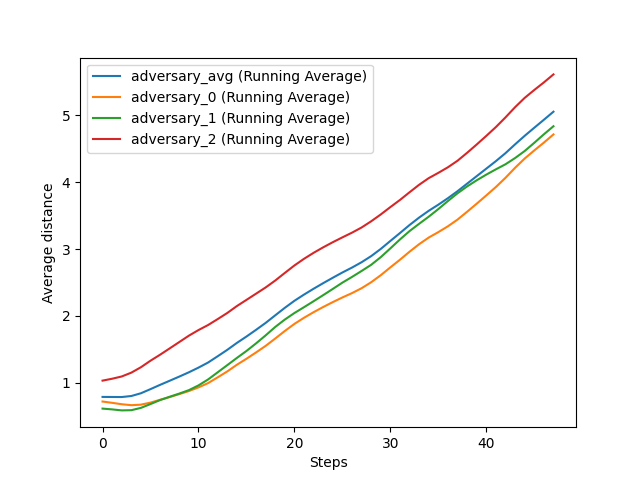 adversary_avg (Running Average)
adversary_0 (Running Average)
adversary_1 (Running Average)
adversary_2 (Running Average)
Average distance
5
4
3
2
1
0 10 20 30 40
Steps